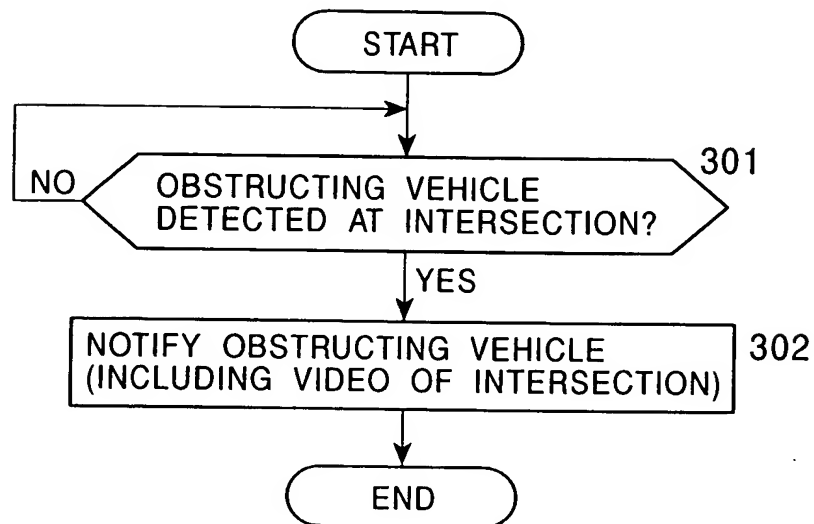 START
301
NO
OBSTRUCTING VEHICLE
DETECTED AT INTERSECTION?
YES
NOTIFY OBSTRUCTING VEHICLE
(INCLUDING VIDEO OF INTERSECTION)
302
END